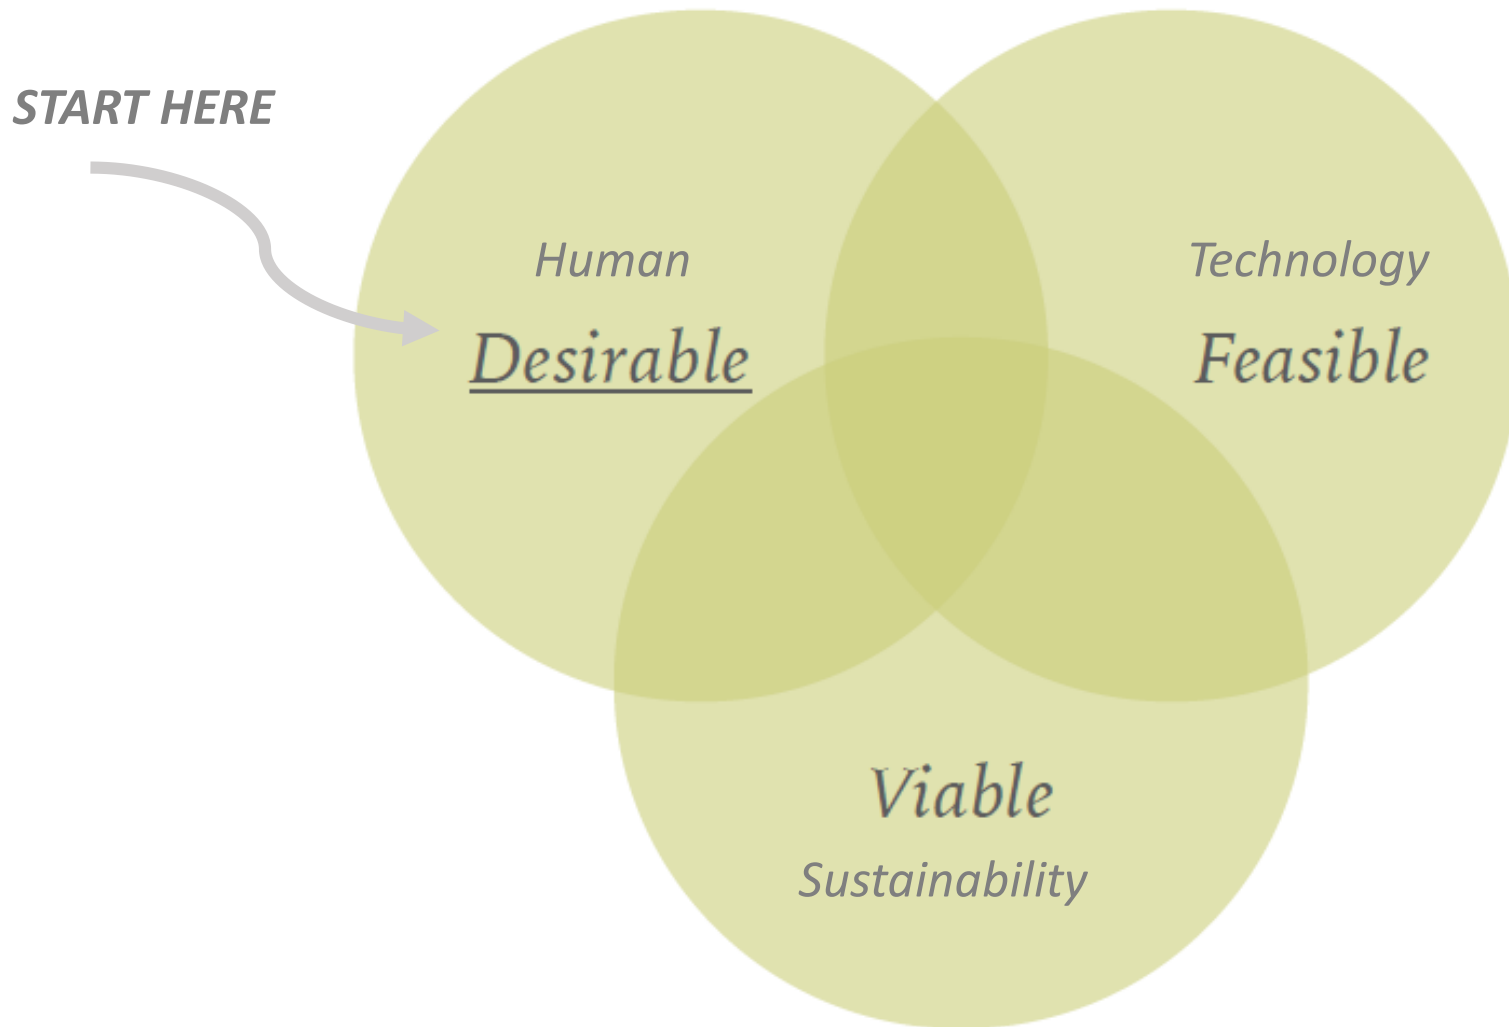 START HERE
Human
Desirable
Technology
Feasible
Viable
Sustainability